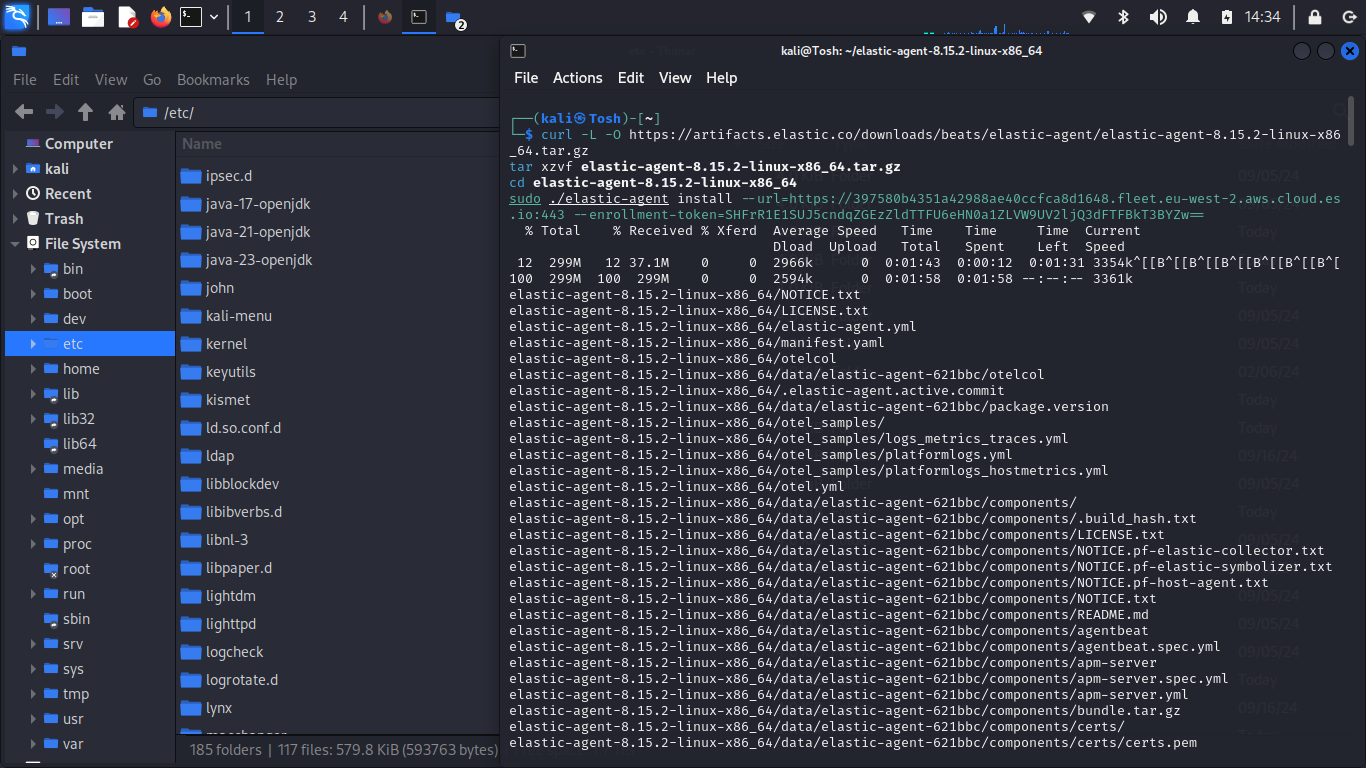 1 2 3 4
2
14:34
kali@Tosh: ~/elastic-agent-8.15.2-linux-x86_64
File Edit View Go Bookmarks Help
/etc/
Computer
kali
Recent
Trash
File System
bin
boot
dev
etc
home
lib
lib32
lib64
media
mnt
opt
proc
root
run
sbin
srv
sys
tmp
usr
var
Name
ipsec.d
java-17-openjdk
java-21-openjdk
java-23-openjdk
john
kali-menu
kernel
keyutils
kismet
ld.so.conf.d
ldap
libblockdev
libibverbs.d
libnl-3
libpaper.d
lightdm
lighttpd
logcheck
logrotate.d
lynx
185 folders | 117 files: 579.8 KiB (593763 bytes)
File Actions Edit View Help
┌──(kali㉿Tosh)-[~]
└─$ curl -L -O https://artifacts.elastic.co/downloads/beats/elastic-agent/elastic-agent-8.15.2-linux-x86
_64.tar.gz
tar xzvf elastic-agent-8.15.2-linux-x86_64.tar.gz
cd elastic-agent-8.15.2-linux-x86_64
sudo ./elastic-agent install --url=https://397580b4351a42988ae40ccfca8d1648.fleet.eu-west-2.aws.cloud.es
.io:443 --enrollment-token=SHFrR1E1SUJ5cndqZGEzZldTTFU6eHN0a1ZLVW9UV2ljQ3dFTFBkT3BYZw==
% Total % Received % Xferd Average Speed Time Time Time Current
Dload Upload Total Spent Left Speed
12 299M 12 37.1M 0 0 2966k 0 0:01:43 0:00:12 0:01:31 3354k^[[B^[[B^[[B^[[B^[[B^[[B^[
100 299M 100 299M 0 0 2594k 0 0:01:58 0:01:58 --:--:-- 3361k
elastic-agent-8.15.2-linux-x86_64/NOTICE.txt
elastic-agent-8.15.2-linux-x86_64/LICENSE.txt
elastic-agent-8.15.2-linux-x86_64/elastic-agent.yml
elastic-agent-8.15.2-linux-x86_64/manifest.yaml
elastic-agent-8.15.2-linux-x86_64/otelcol
elastic-agent-8.15.2-linux-x86_64/data/elastic-agent-621bbc/otelcol
elastic-agent-8.15.2-linux-x86_64/.elastic-agent.active.commit
elastic-agent-8.15.2-linux-x86_64/data/elastic-agent-621bbc/package.version
elastic-agent-8.15.2-linux-x86_64/otel_samples/
elastic-agent-8.15.2-linux-x86_64/otel_samples/logs_metrics_traces.yml
elastic-agent-8.15.2-linux-x86_64/otel_samples/platformlogs.yml
elastic-agent-8.15.2-linux-x86_64/otel_samples/platformlogs_hostmetrics.yml
elastic-agent-8.15.2-linux-x86_64/otel.yml
elastic-agent-8.15.2-linux-x86_64/data/elastic-agent-621bbc/components/
elastic-agent-8.15.2-linux-x86_64/data/elastic-agent-621bbc/components/.build_hash.txt
elastic-agent-8.15.2-linux-x86_64/data/elastic-agent-621bbc/components/LICENSE.txt
elastic-agent-8.15.2-linux-x86_64/data/elastic-agent-621bbc/components/NOTICE.pf-elastic-collector.txt
elastic-agent-8.15.2-linux-x86_64/data/elastic-agent-621bbc/components/NOTICE.pf-elastic-symbolizer.txt
elastic-agent-8.15.2-linux-x86_64/data/elastic-agent-621bbc/components/NOTICE.pf-host-agent.txt
elastic-agent-8.15.2-linux-x86_64/data/elastic-agent-621bbc/components/NOTICE.txt
elastic-agent-8.15.2-linux-x86_64/data/elastic-agent-621bbc/components/README.md
elastic-agent-8.15.2-linux-x86_64/data/elastic-agent-621bbc/components/agentbeat
elastic-agent-8.15.2-linux-x86_64/data/elastic-agent-621bbc/components/agentbeat.spec.yml
elastic-agent-8.15.2-linux-x86_64/data/elastic-agent-621bbc/components/apm-server
elastic-agent-8.15.2-linux-x86_64/data/elastic-agent-621bbc/components/apm-server.spec.yml
elastic-agent-8.15.2-linux-x86_64/data/elastic-agent-621bbc/components/apm-server.yml
elastic-agent-8.15.2-linux-x86_64/data/elastic-agent-621bbc/components/bundle.tar.gz
elastic-agent-8.15.2-linux-x86_64/data/elastic-agent-621bbc/components/certs/
elastic-agent-8.15.2-linux-x86_64/data/elastic-agent-621bbc/components/certs/certs.pem